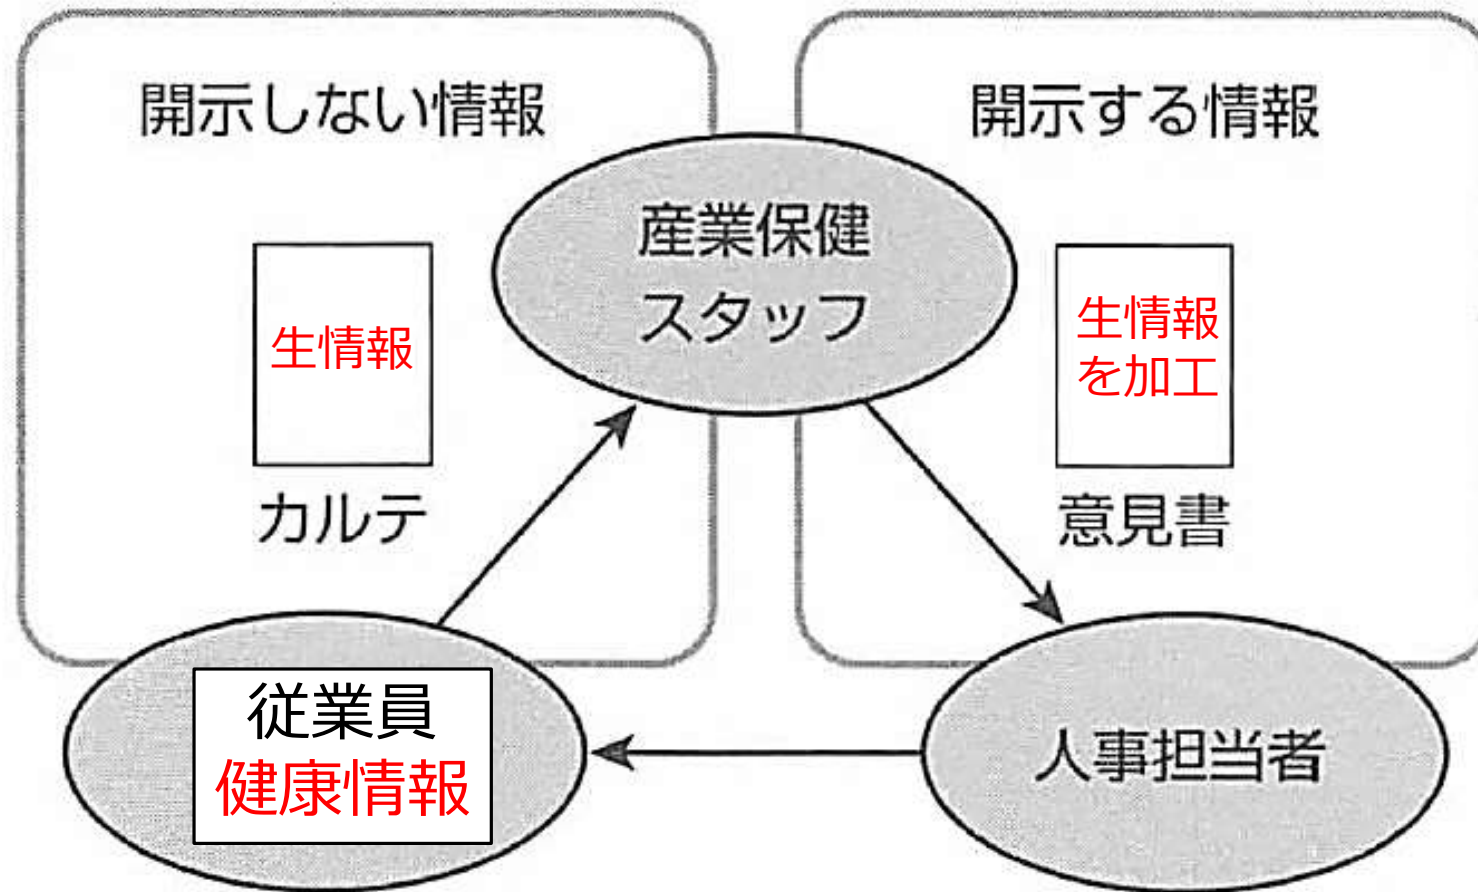 開示しない情報
開示する情報
産業保健
スタッフ
生情報
カルテ
生情報
を加工
意見書
従業員
健康情報
人事担当者